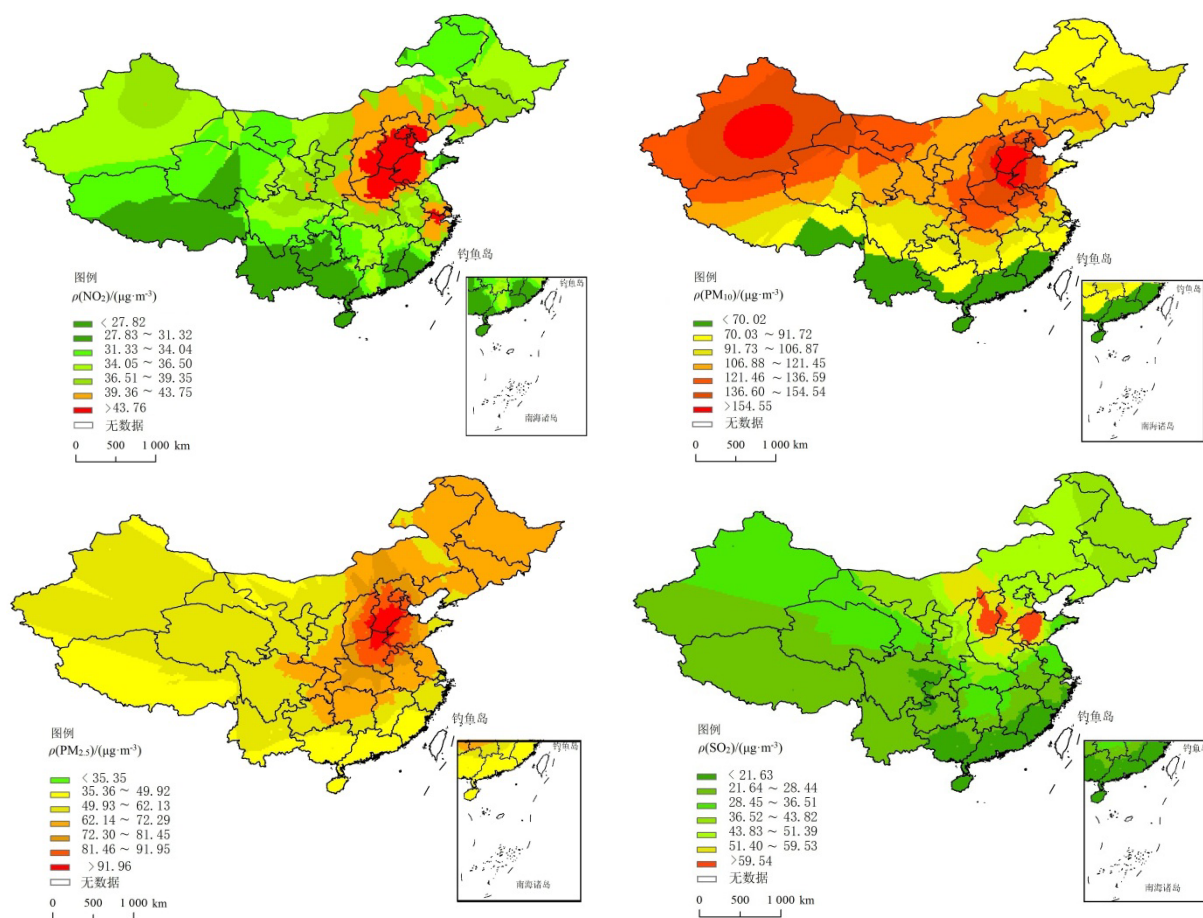 钓鱼岛
图例
ρ(NO₂)/(μg·m⁻³)
< 27.82
27.83 ~ 31.32
31.33 ~ 34.04
34.05 ~ 36.50
36.51 ~ 39.35
39.36 ~ 43.75
>43.76
无数据
0 500 1 000 km
钓鱼岛
南海诸岛
钓鱼岛
图例
ρ(PM₁₀)/(μg·m⁻³)
< 70.02
70.03 ~ 91.72
91.73 ~ 106.87
106.88 ~ 121.45
121.46 ~ 136.59
136.60 ~ 154.54
>154.55
无数据
0 500 1 000 km
钓鱼岛
南海诸岛
钓鱼岛
图例
ρ(PM₂.₅)/(μg·m⁻³)
< 35.35
35.36 ~ 49.92
49.93 ~ 62.13
62.14 ~ 72.29
72.30 ~ 81.45
81.46 ~ 91.95
>91.96
无数据
0 500 1 000 km
钓鱼岛
南海诸岛
钓鱼岛
图例
ρ(SO₂)/(μg·m⁻³)
< 21.63
21.64 ~ 28.44
28.45 ~ 36.51
36.52 ~ 43.82
43.83 ~ 51.39
51.40 ~ 59.53
>59.54
无数据
0 500 1 000 km
钓鱼
南海诸岛